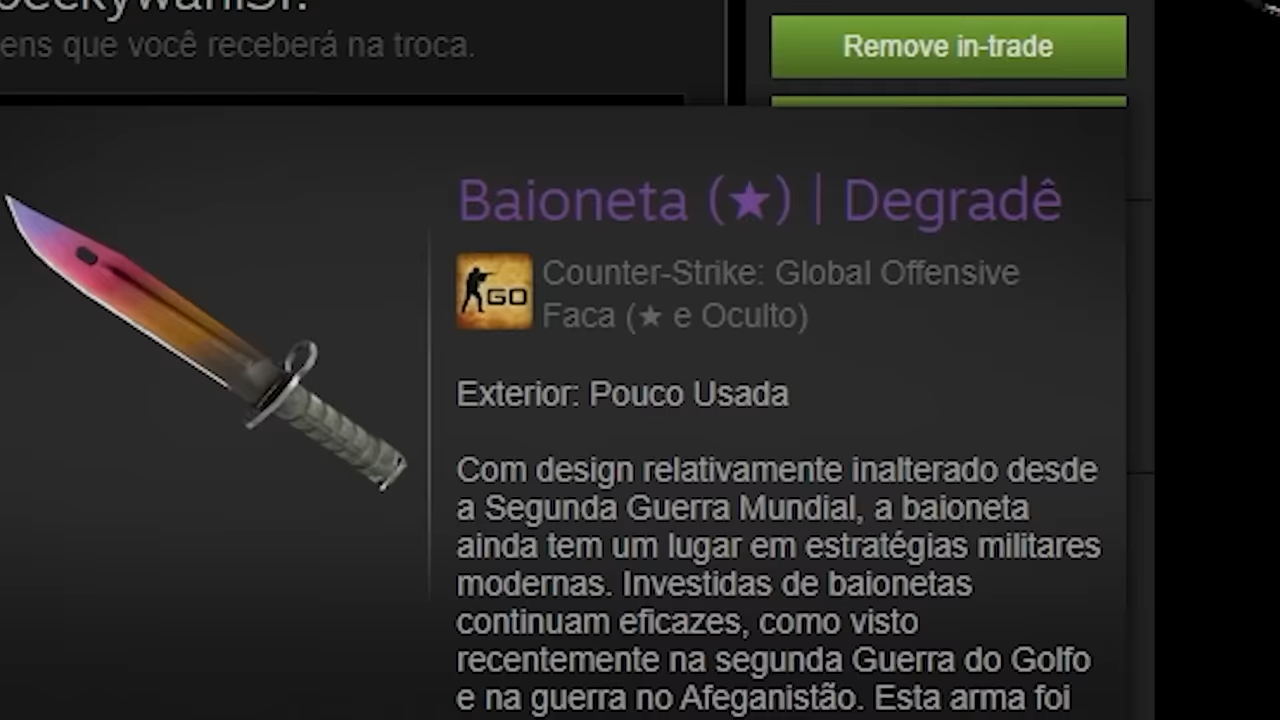 ens que você receberá na troca.
Remove in-trade
Baioneta (★) | Degradê
GO
Counter-Strike: Global Offensive
Faca (★ e Oculto)
Exterior: Pouco Usada
Com design relativamente inalterado desde
a Segunda Guerra Mundial, a baioneta
ainda tem um lugar em estratégias militares
modernas. Investidas de baionetas
continuam eficazes, como visto
recentemente na segunda Guerra do Golfo
e na guerra no Afeganistão. Esta arma foi